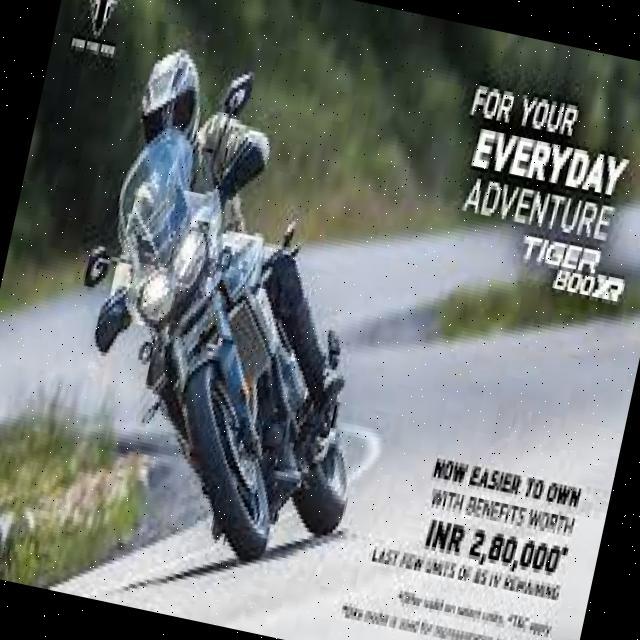 FOR YOUR
EVERYDAY
ADVENTURE
TIGER
800XR
NOW EASIER TO OWN
WITH BENEFITS WORTH
INR 2,80,000*
LAST FEW UNITS OF BS IV REMAINING